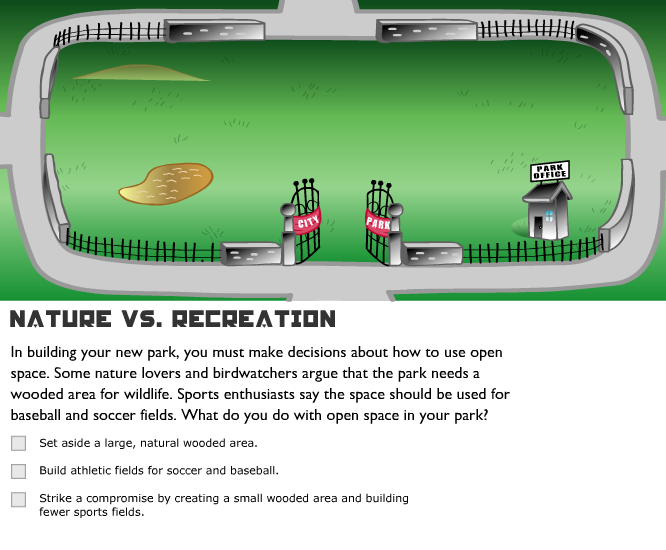 PARK
OFFICE
CITY
PARK
NATURE VS. RECREATION
In building your new park, you must make decisions about how to use open
space. Some nature lovers and birdwatchers argue that the park needs a
wooded area for wildlife. Sports enthusiasts say the space should be used for
baseball and soccer fields. What do you do with open space in your park?
Set aside a large, natural wooded area.
Build athletic fields for soccer and baseball.
Strike a compromise by creating a small wooded area and building
fewer sports fields.